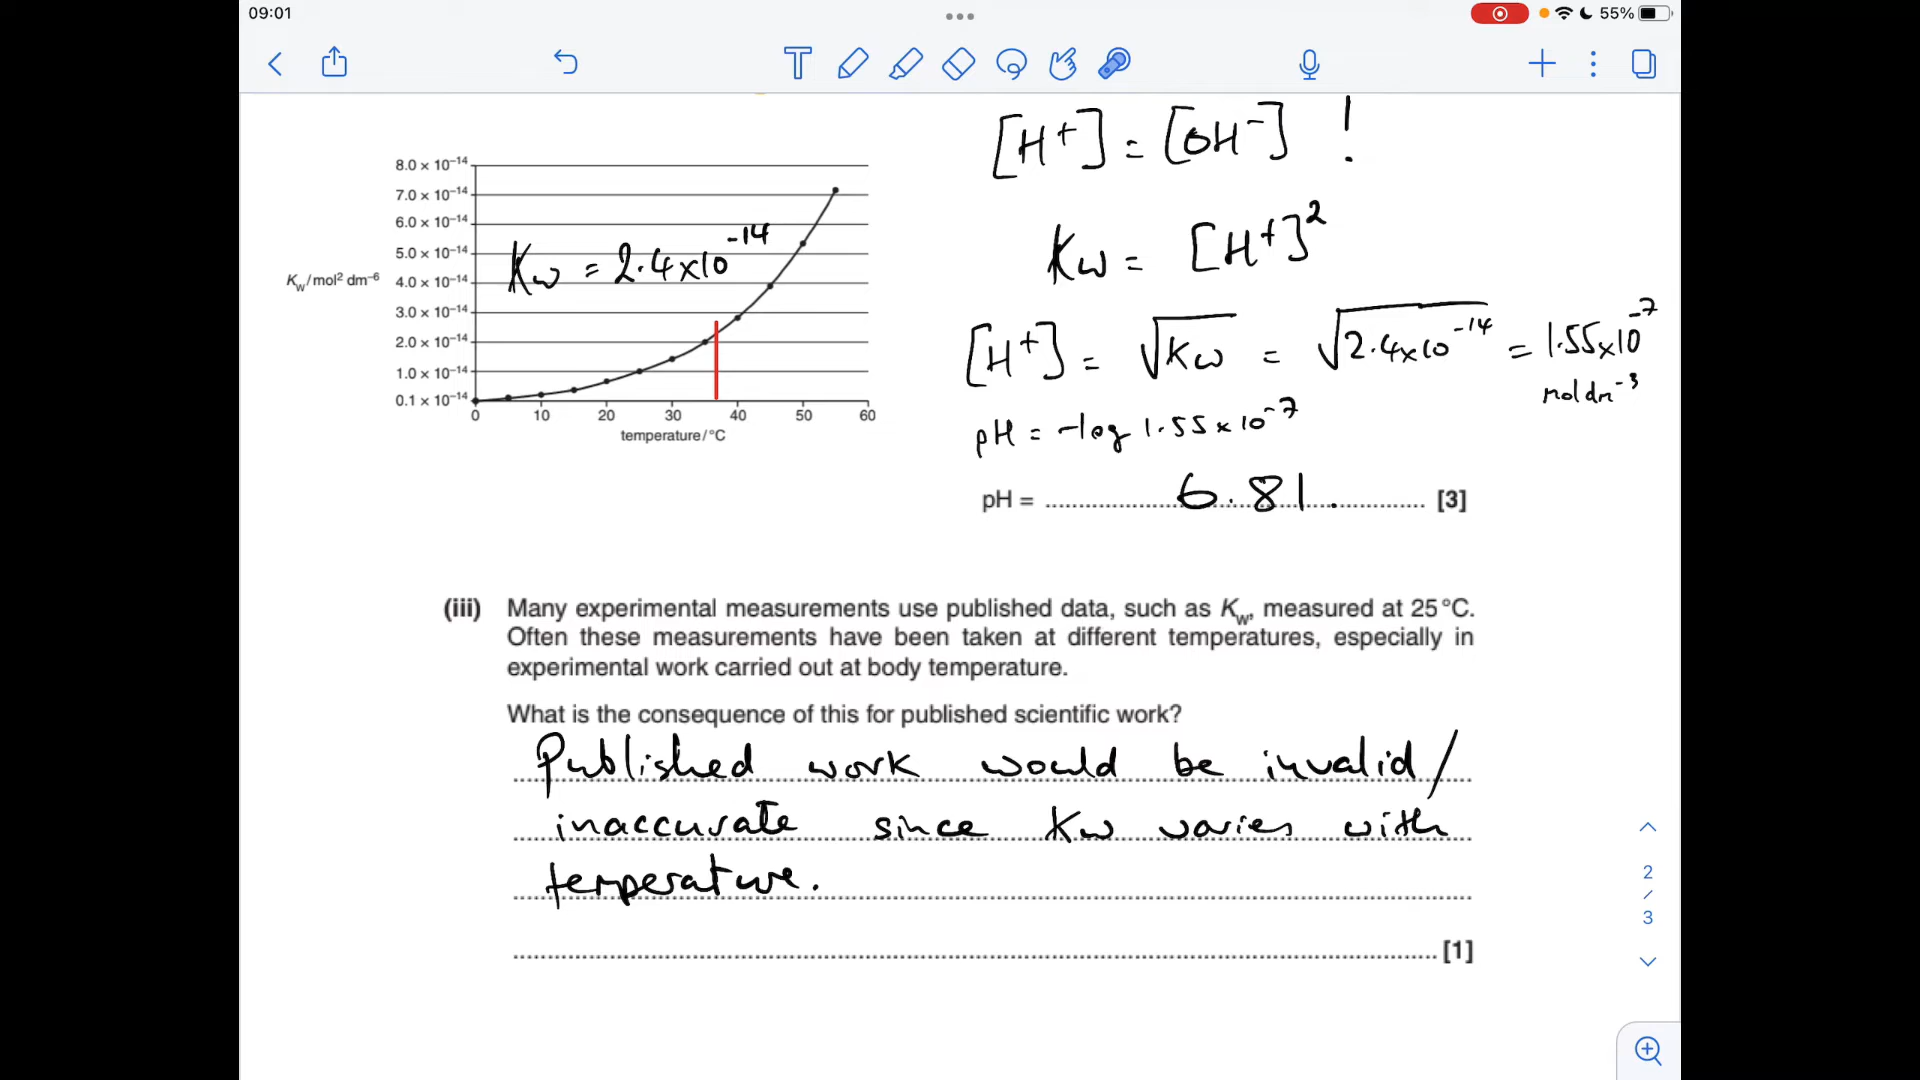 09:01
55%
[H⁺] = [OH⁻] !
8.0 × 10⁻¹⁴
7.0 × 10⁻¹⁴
6.0 × 10⁻¹⁴
5.0 × 10⁻¹⁴
4.0 × 10⁻¹⁴
3.0 × 10⁻¹⁴
2.0 × 10⁻¹⁴
1.0 × 10⁻¹⁴
0.1 × 10⁻¹⁴
Kw/mol² dm⁻⁶
0 10 20 30 40 50 60
temperature/°C
Kw = 2.4×10⁻¹⁴
Kw = [H⁺]²
[H⁺] = √Kw = √2.4×10⁻¹⁴ = 1.55×10⁻⁷
mol dm⁻³
pH = -log 1.55×10⁻⁷
pH = 6.81 [3]
(iii) Many experimental measurements use published data, such as Kw, measured at 25 °C.
Often these measurements have been taken at different temperatures, especially in
experimental work carried out at body temperature.
What is the consequence of this for published scientific work?
Published work would be invalid/
inaccurate since Kw varies with
temperature.
[1]
2
/
3